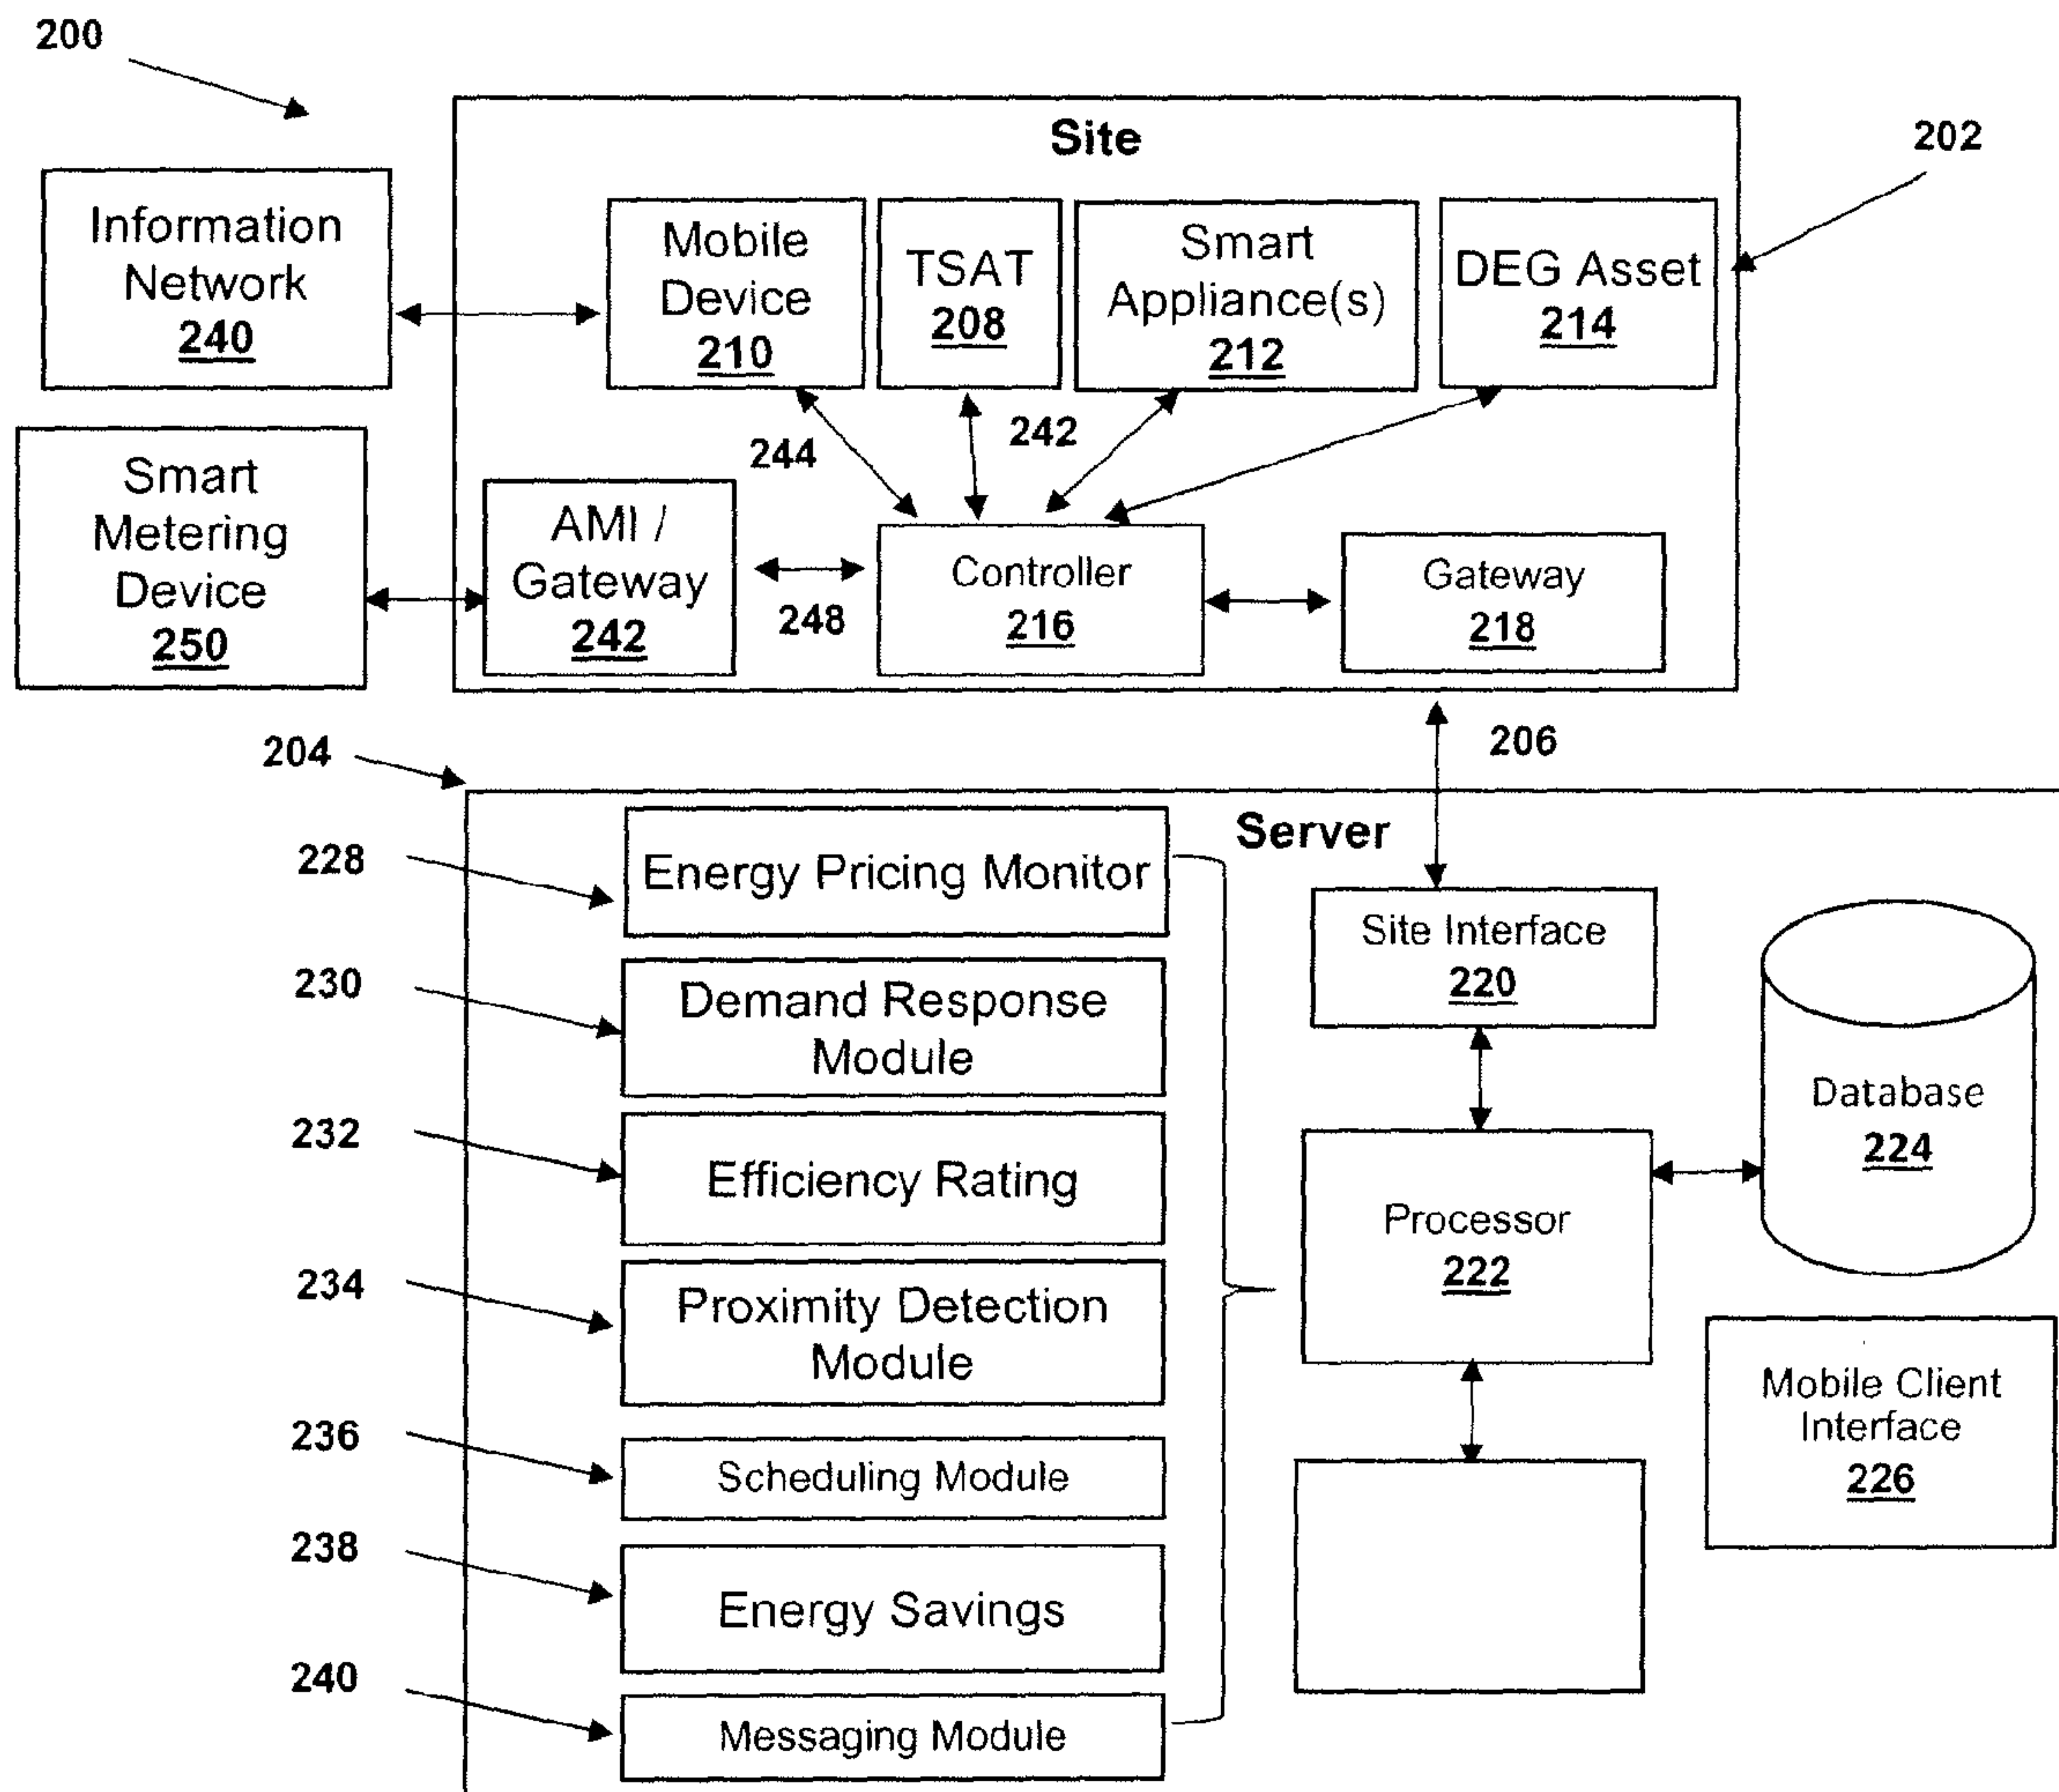 200
Site
202
Information
Network
240
Mobile
Device
210
TSAT
208
Smart
Appliance(s)
212
DEG Asset
214
244
242
Smart
Metering
Device
250
AMI /
Gateway
242
248
Controller
216
Gateway
218
206
204
Server
228
Energy Pricing Monitor
230
Demand Response
Module
232
Efficiency Rating
234
Proximity Detection
Module
236
Scheduling Module
238
Energy Savings
240
Messaging Module
Site Interface
220
Processor
222
Database
224
Mobile Client
Interface
226